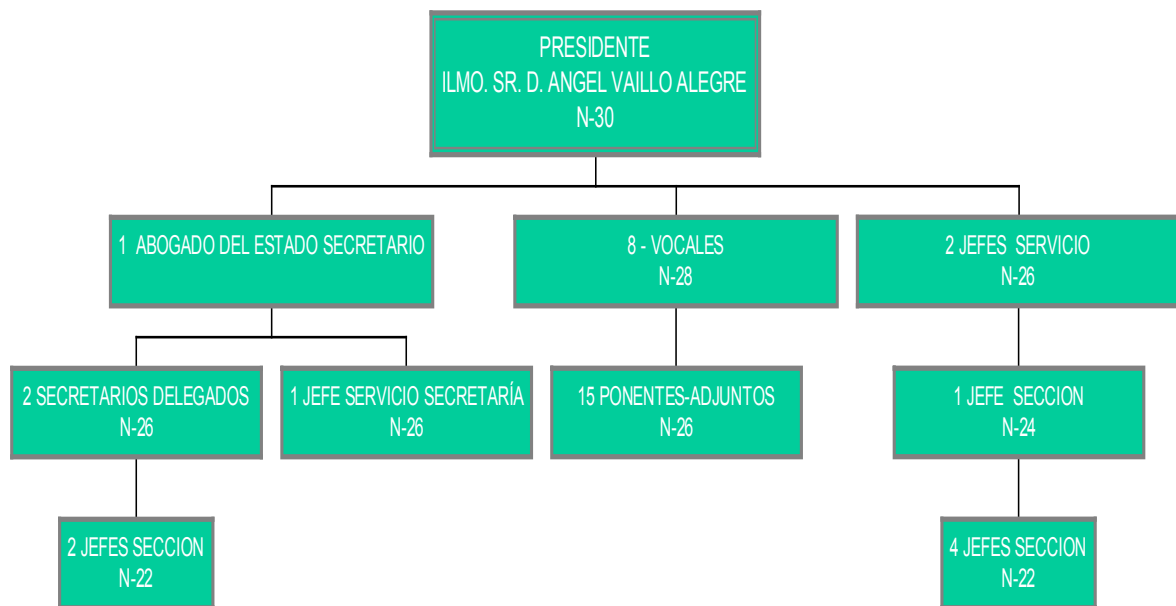 PRESIDENTE
ILMO. SR. D. ANGEL VAILLO ALEGRE
N-30
1 ABOGADO DEL ESTADO SECRETARIO
8 - VOCALES
N-28
2 JEFES SERVICIO
N-26
2 SECRETARIOS DELEGADOS
N-26
1 JEFE SERVICIO SECRETARÍA
N-26
15 PONENTES-ADJUNTOS
N-26
1 JEFE SECCION
N-24
2 JEFES SECCION
N-22
4 JEFES SECCION
N-22